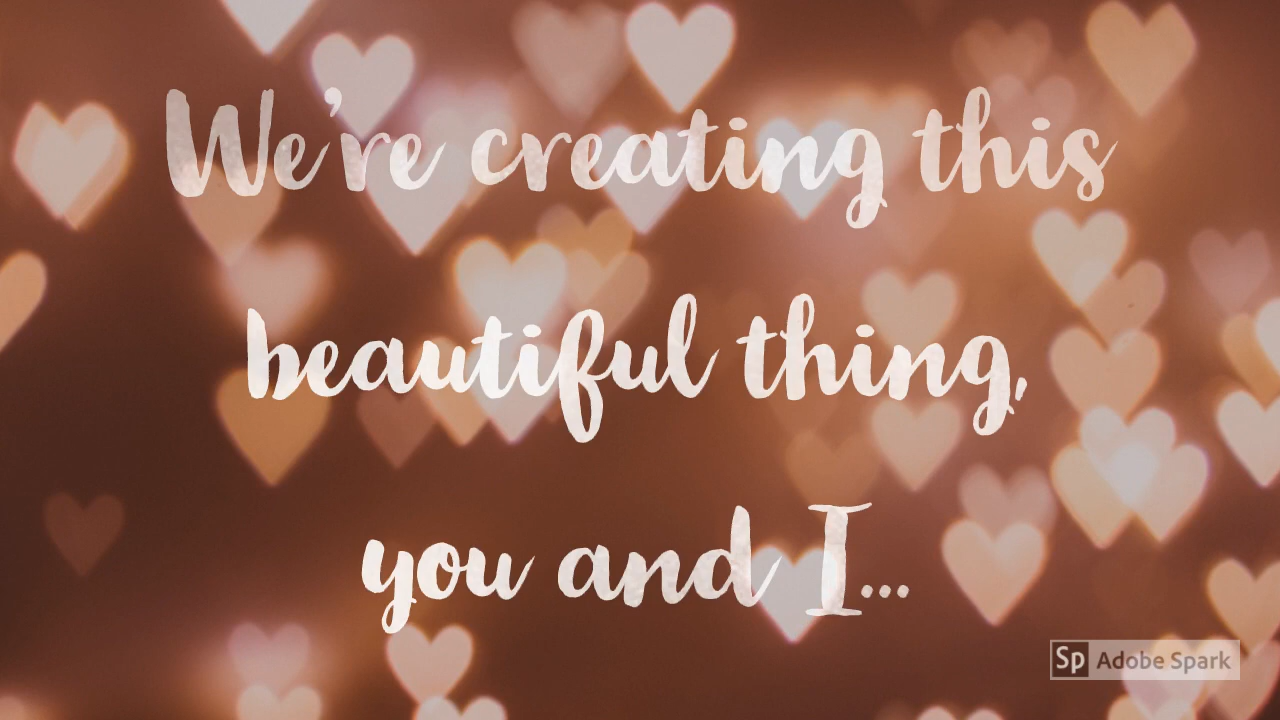 We're creating this
beautiful thing,
you and I...
Sp Adobe Spark